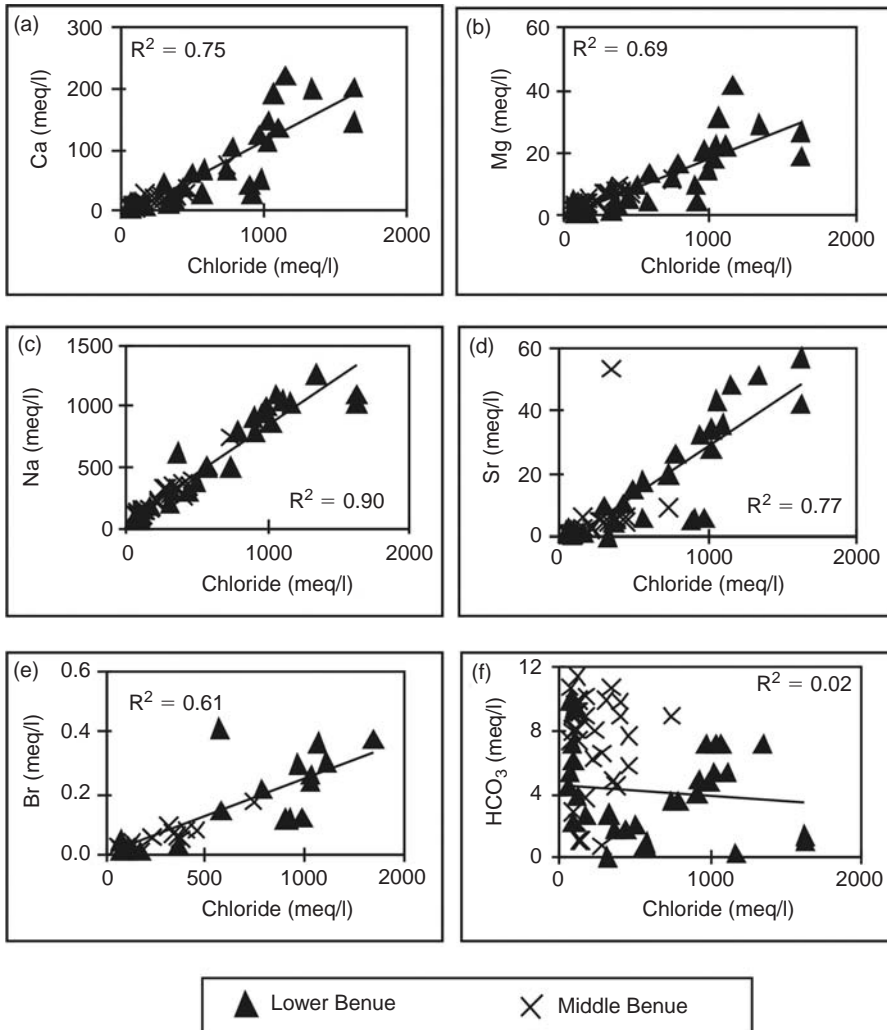 (a)
R² = 0.75
300
200
100
0
Ca (meq/l)
0 1000 2000
Chloride (meq/l)
(b)
R² = 0.69
60
40
20
0
Mg (meq/l)
0 1000 2000
Chloride (meq/l)
(c)
1500
1000
500
0
Na (meq/l)
R² = 0.90
0 1000 2000
Chloride (meq/l)
(d)
60
40
20
0
Sr (meq/l)
R² = 0.77
0 1000 2000
Chloride (meq/l)
(e)
R² = 0.61
0.6
0.4
0.2
0.0
Br (meq/l)
0 500 1000 2000
Chloride (meq/l)
(f)
R² = 0.02
12
8
4
0
HCO₃ (meq/l)
0 1000 2000
Chloride (meq/l)
Lower Benue Middle Benue